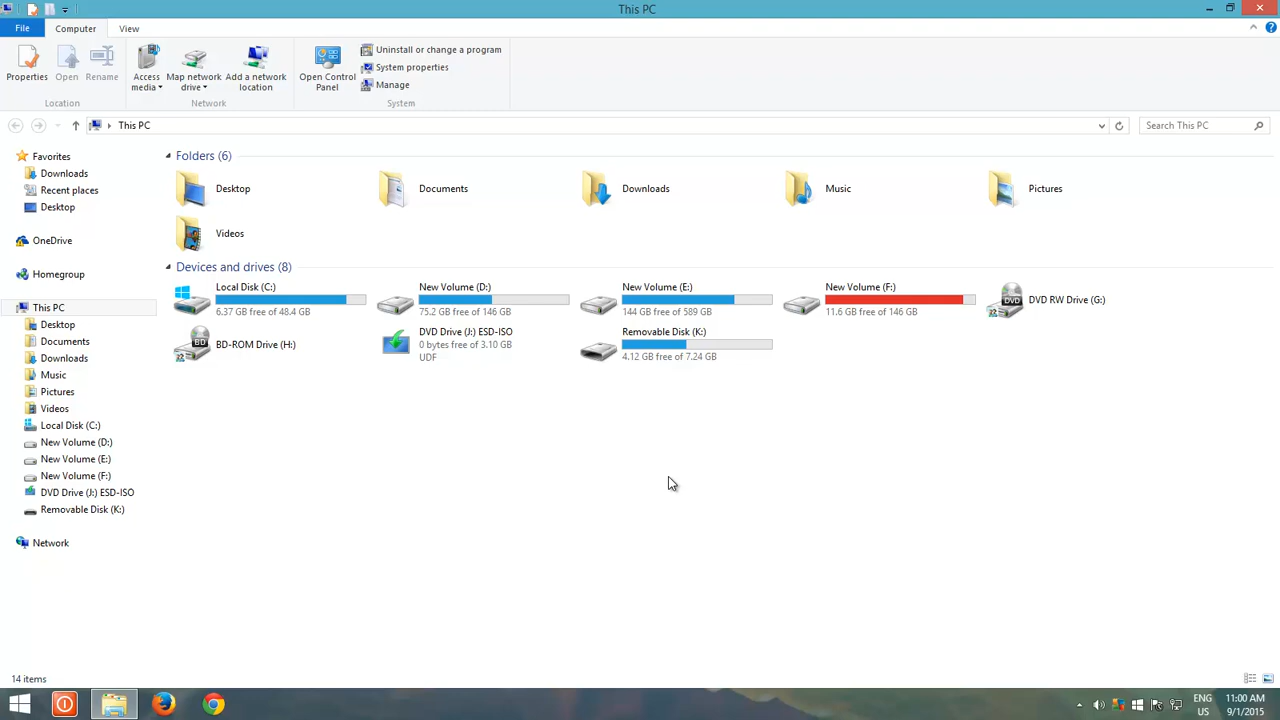 This PC
File
Computer
View
Properties
Open
Rename
Access media
Map network drive
Add a network location
Open Control Panel
Uninstall or change a program
System properties
Manage
Location
Network
System
This PC
Search This PC
Favorites
Downloads
Recent places
Desktop
OneDrive
Homegroup
This PC
Desktop
Documents
Downloads
Music
Pictures
Videos
Local Disk (C:)
New Volume (D:)
New Volume (E:)
New Volume (F:)
DVD Drive (J:) ESD-ISO
Removable Disk (K:)
Network
Folders (6)
Desktop
Documents
Downloads
Music
Pictures
Videos
Devices and drives (8)
Local Disk (C:)
6.37 GB free of 48.4 GB
New Volume (D:)
75.2 GB free of 146 GB
New Volume (E:)
144 GB free of 589 GB
New Volume (F:)
11.6 GB free of 146 GB
DVD
DVD RW Drive (G:)
BD
BD-ROM Drive (H:)
DVD Drive (J:) ESD-ISO
0 bytes free of 3.10 GB
UDF
Removable Disk (K:)
4.12 GB free of 7.24 GB
14 items
ENG
US
11:00 AM
9/1/2015